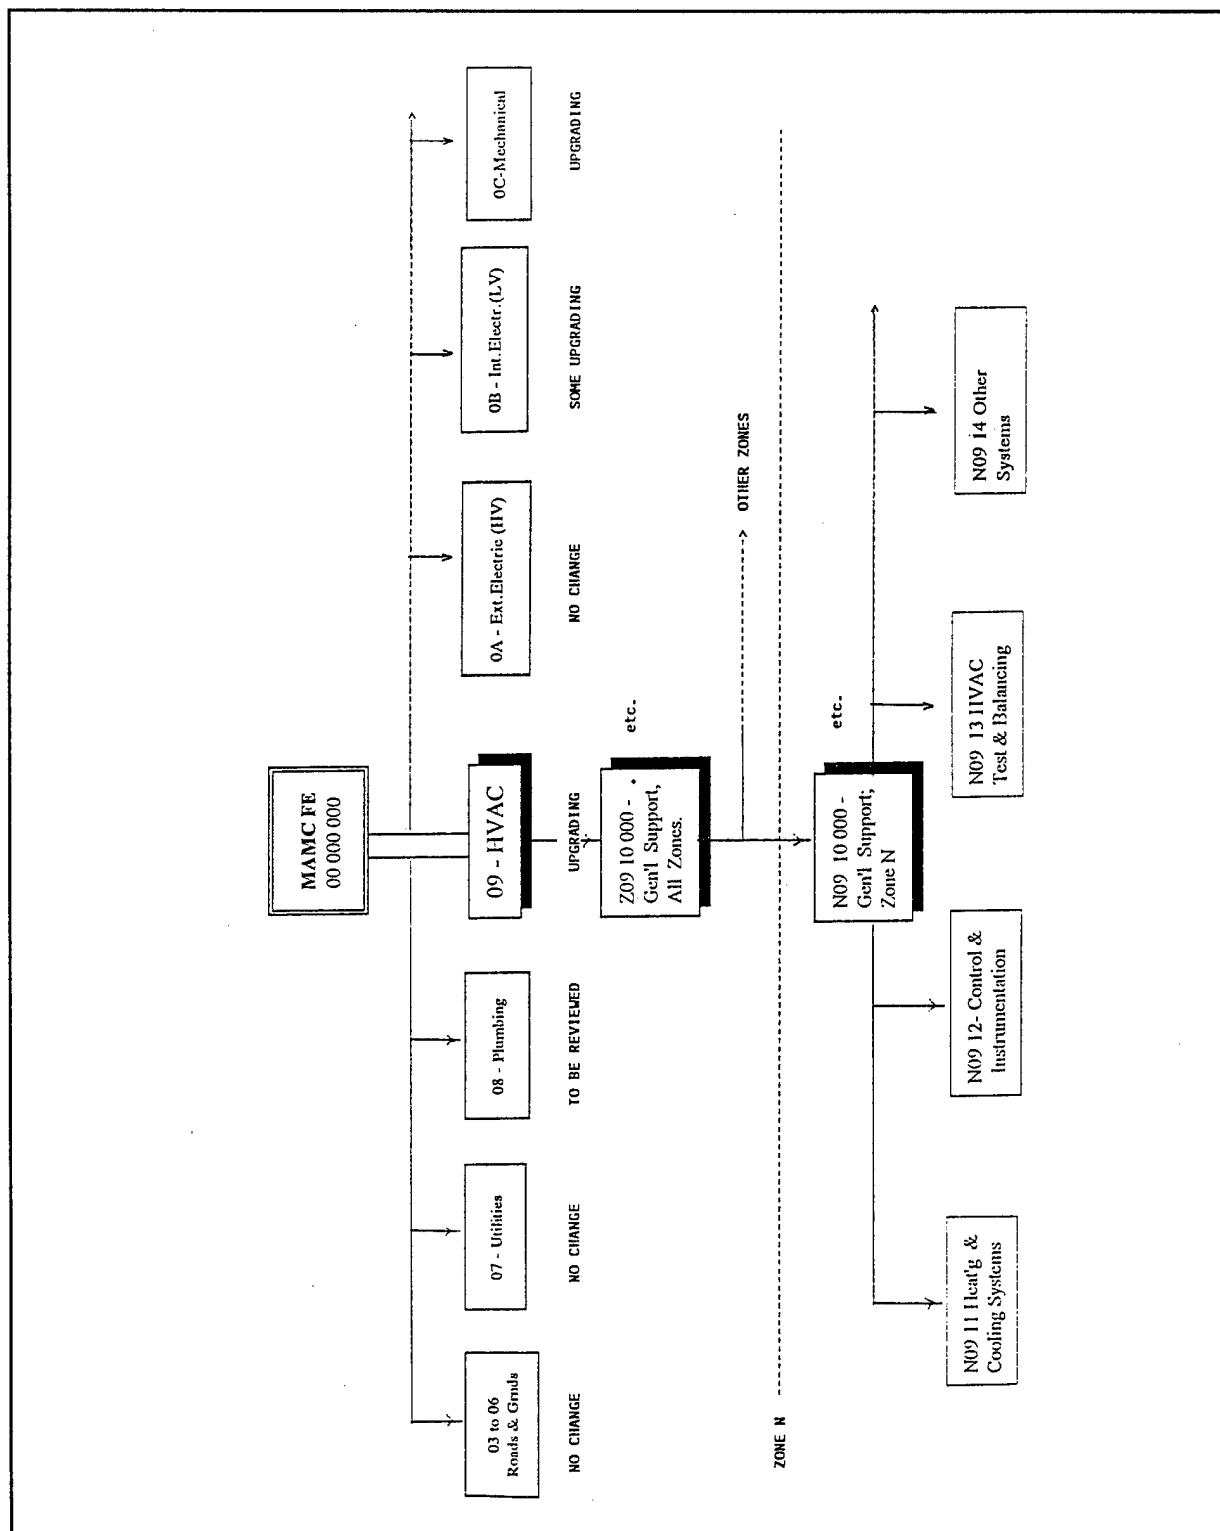 MAMC FE
00 000 000
03 to 06
Roads & Grnds
07 - Utilities
08 - Plumbing
09 - HVAC
0A - Ext.Electric (HV)
0B - Int.Electr.(LV)
0C-Mechanical
NO CHANGE
NO CHANGE
TO BE REVIEWED
UPGRADING
NO CHANGE
SOME UPGRADING
UPGRADING
Z09 10 000 - .
Gen'l Support,
All Zones.
etc.
OTHER ZONES
ZONE N
N09 10 000 -
Gen'l Support;
Zone N
etc.
N09 11 Heat'g &
Cooling Systems
N09 12- Control &
Instrumentation
N09 13 HVAC
Test & Balancing
N09 14 Other
Systems